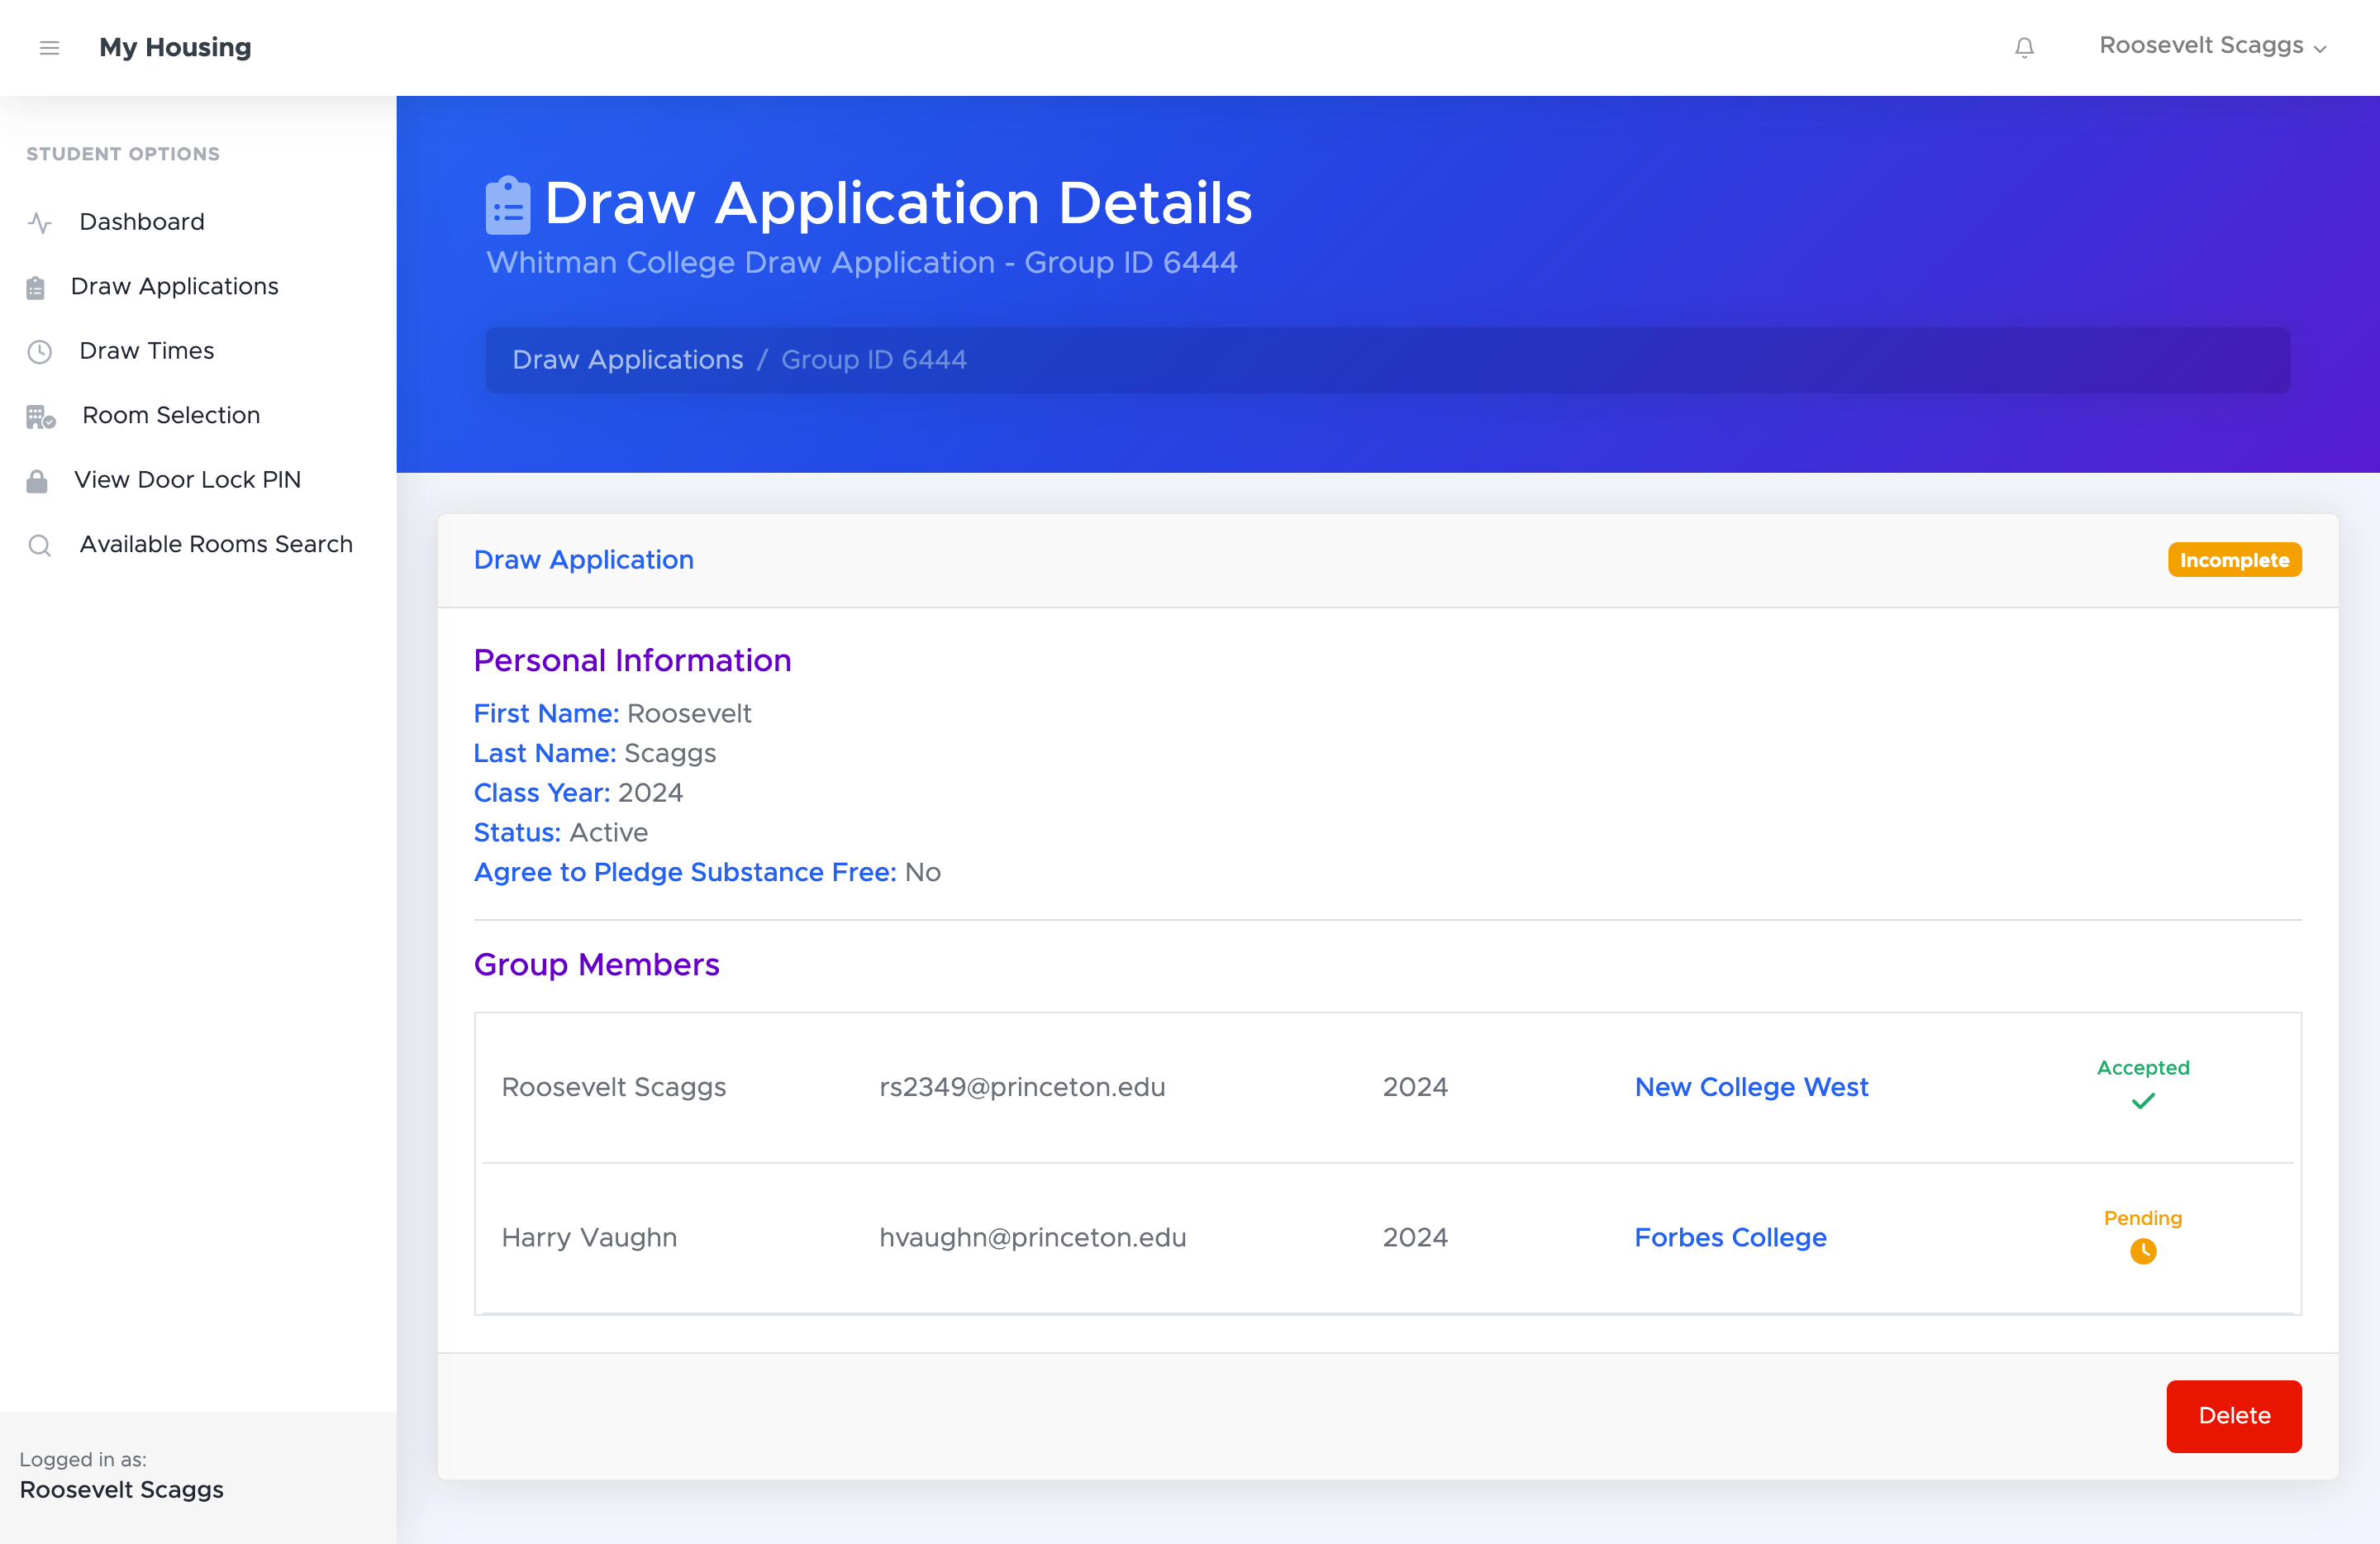 My Housing
Roosevelt Scaggs
STUDENT OPTIONS
Dashboard
Draw Applications
Draw Times
Room Selection
View Door Lock PIN
Available Rooms Search
Logged in as:
Roosevelt Scaggs
Draw Application Details
Whitman College Draw Application - Group ID 6444
Draw Applications / Group ID 6444
Draw Application
Incomplete
Personal Information
First Name: Roosevelt
Last Name: Scaggs
Class Year: 2024
Status: Active
Agree to Pledge Substance Free: No
Group Members
Roosevelt Scaggs rs2349@princeton.edu 2024 New College West Accepted
Harry Vaughn hvaughn@princeton.edu 2024 Forbes College Pending
Delete